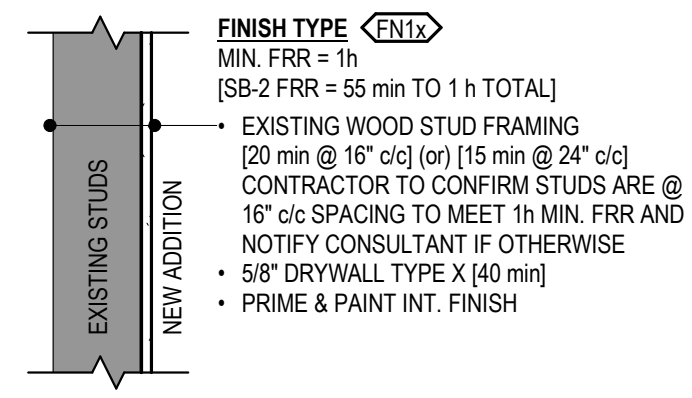 FINISH TYPE FN1x
MIN. FRR = 1h
[SB-2 FRR = 55 min TO 1 h TOTAL]
• EXISTING WOOD STUD FRAMING
[20 min @ 16" c/c] (or) [15 min @ 24" c/c]
CONTRACTOR TO CONFIRM STUDS ARE @
16" c/c SPACING TO MEET 1h MIN. FRR AND
NOTIFY CONSULTANT IF OTHERWISE
• 5/8" DRYWALL TYPE X [40 min]
• PRIME & PAINT INT. FINISH
EXISTING STUDS
NEW ADDITION